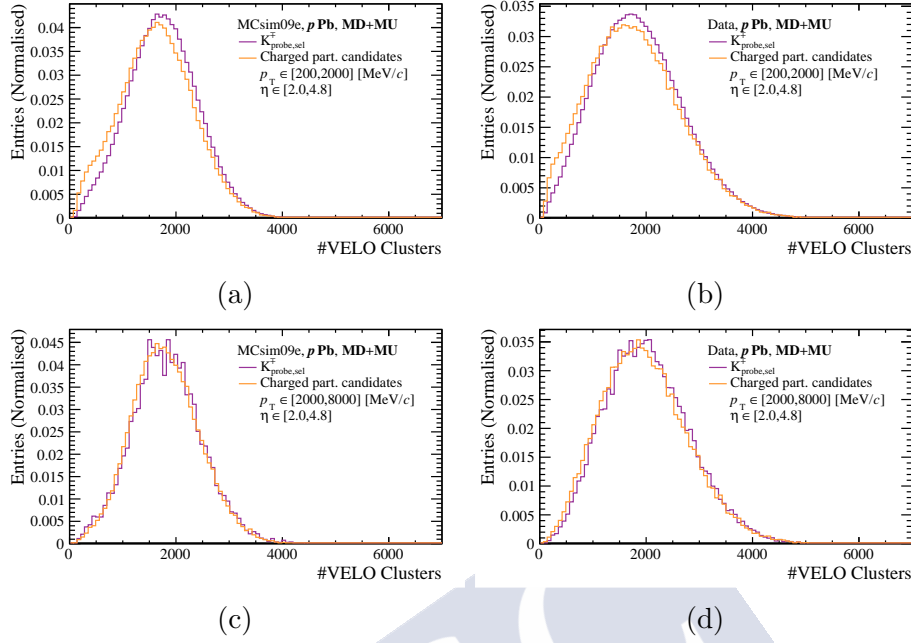 MCsim09e, p Pb, MD+MU
K∓probe,sel
Charged part. candidates
pT ∈ [200,2000] [MeV/c]
η ∈ [2.0,4.8]
Entries (Normalised)
0.04
0.035
0.03
0.025
0.02
0.015
0.01
0.005
0
0 2000 4000 6000
#VELO Clusters
(a)
Data, p Pb, MD+MU
K∓probe,sel
Charged part. candidates
pT ∈ [200,2000] [MeV/c]
η ∈ [2.0,4.8]
Entries (Normalised)
0.035
0.03
0.025
0.02
0.015
0.01
0.005
0
0 2000 4000 6000
#VELO Clusters
(b)
MCsim09e, p Pb, MD+MU
K∓probe,sel
Charged part. candidates
pT ∈ [2000,8000] [MeV/c]
η ∈ [2.0,4.8]
Entries (Normalised)
0.045
0.04
0.035
0.03
0.025
0.02
0.015
0.01
0.005
0
0 2000 4000 6000
#VELO Clusters
(c)
Data, p Pb, MD+MU
K∓probe,sel
Charged part. candidates
pT ∈ [2000,8000] [MeV/c]
η ∈ [2.0,4.8]
Entries (Normalised)
0.035
0.03
0.025
0.02
0.015
0.01
0.005
0
0 2000 4000 6000
#VELO Clusters
(d)